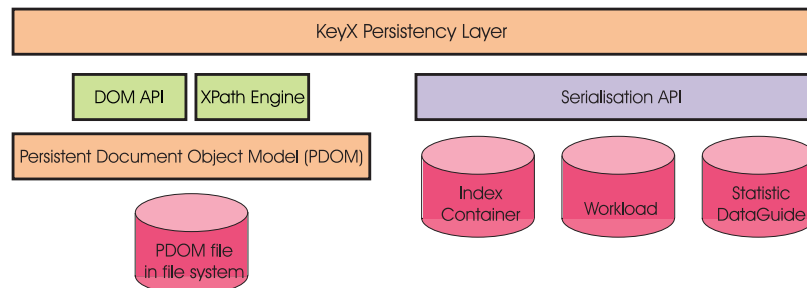 KeyX Persistency Layer
DOM API
XPath Engine
Serialisation API
Persistent Document Object Model (PDOM)
Index
Container
Workload
Statistic
DataGuide
PDOM file
in file system